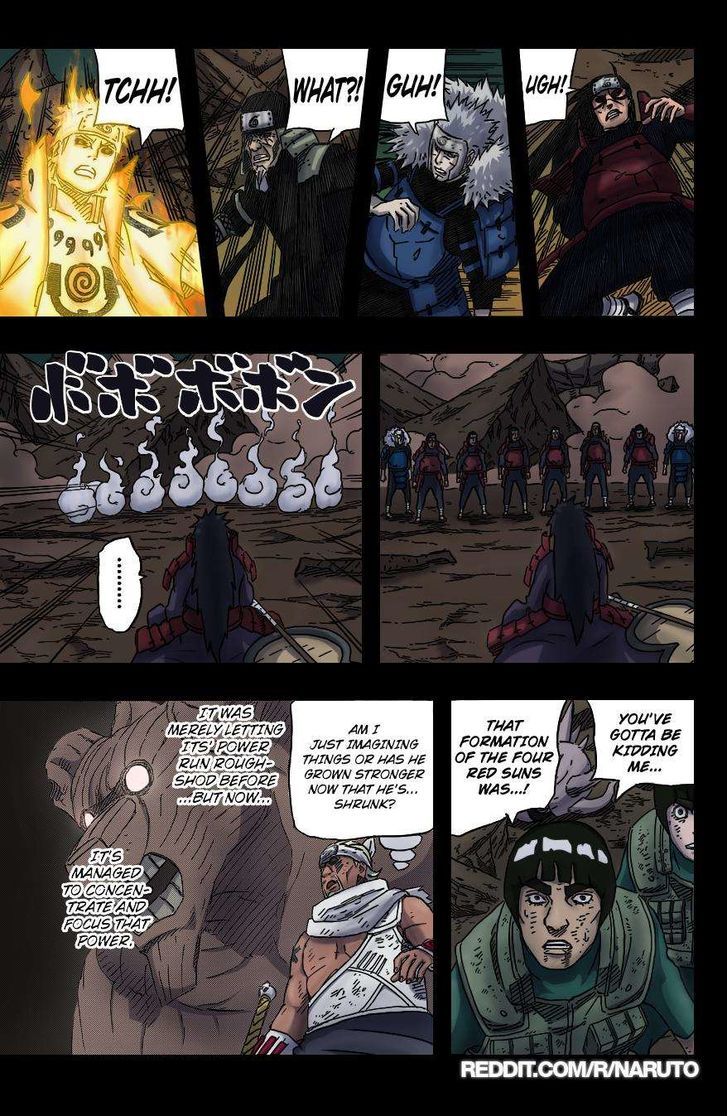 UGH!
GUH!
WHAT?!
TCHH!
ボボボボン
.........
YOU'VE
GOTTA BE
KIDDING
ME...
THAT
FORMATION
OF THE FOUR
RED SUNS
WAS...!
AM I
JUST IMAGINING
THINGS OR HAS HE
GROWN STRONGER
NOW THAT HE'S...
SHRUNK?
IT WAS
MERELY LETTING
ITS' POWER
RUN ROUGH-
SHOD BEFORE
...BUT NOW...
IT'S
MANAGED
TO CONCEN-
TRATE AND
FOCUS THAT
POWER.
REDDIT.COM/R/NARUTO